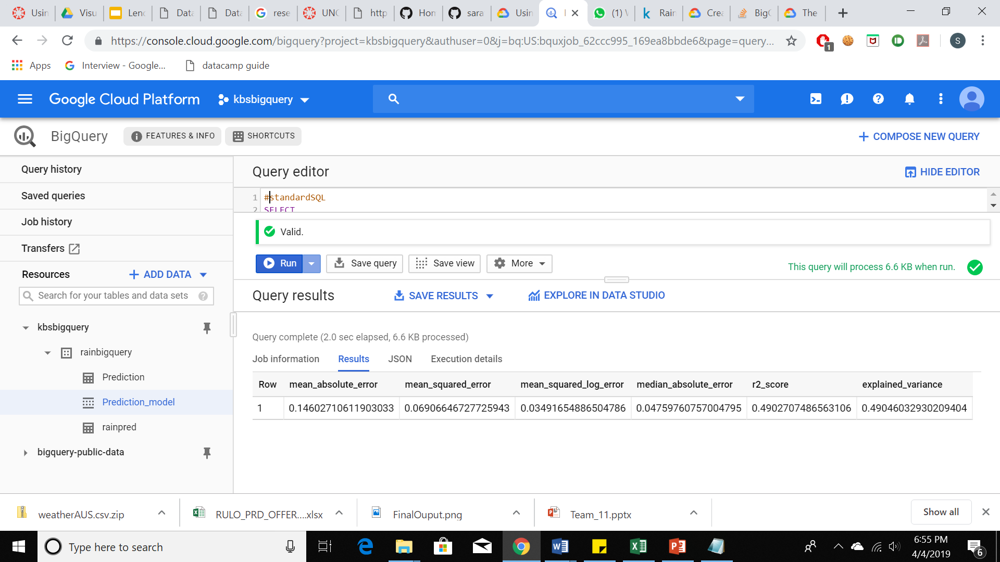 Usin
Visu
Lenc
Data
Data
rese
UNC
http
Hom
sara
Usin
(1)
Rain
Crea
BigC
The
https://console.cloud.google.com/bigquery?project=kbsbigquery&authuser=0&j=bq:US:bquxjob_62ccc995_169ea8bbde6&page=query...
1
S
Apps
Interview - Google...
datacamp guide
Google Cloud Platform
kbsbigquery
BigQuery
FEATURES & INFO
SHORTCUTS
COMPOSE NEW QUERY
Query history
Saved queries
Job history
Transfers
Resources
ADD DATA
Search for your tables and data sets
kbsbigquery
rainbigquery
Prediction
Prediction_model
rainpred
bigquery-public-data
Query editor
HIDE EDITOR
1 #standardSQL
2 SELECT
Valid.
Run
Save query
Save view
More
This query will process 6.6 KB when run.
Query results
SAVE RESULTS
EXPLORE IN DATA STUDIO
Query complete (2.0 sec elapsed, 6.6 KB processed)
Job information Results JSON Execution details
Row mean_absolute_error mean_squared_error mean_squared_log_error median_absolute_error r2_score explained_variance
1 0.14602710611903033 0.06906646727725943 0.03491654886504786 0.04759760757004795 0.4902707486563106 0.49046032930209404
weatherAUS.csv.zip
RULO_PRD_OFFER....xlsx
FinalOuput.png
Team_11.pptx
Show all
Type here to search
6:55 PM
4/4/2019
6